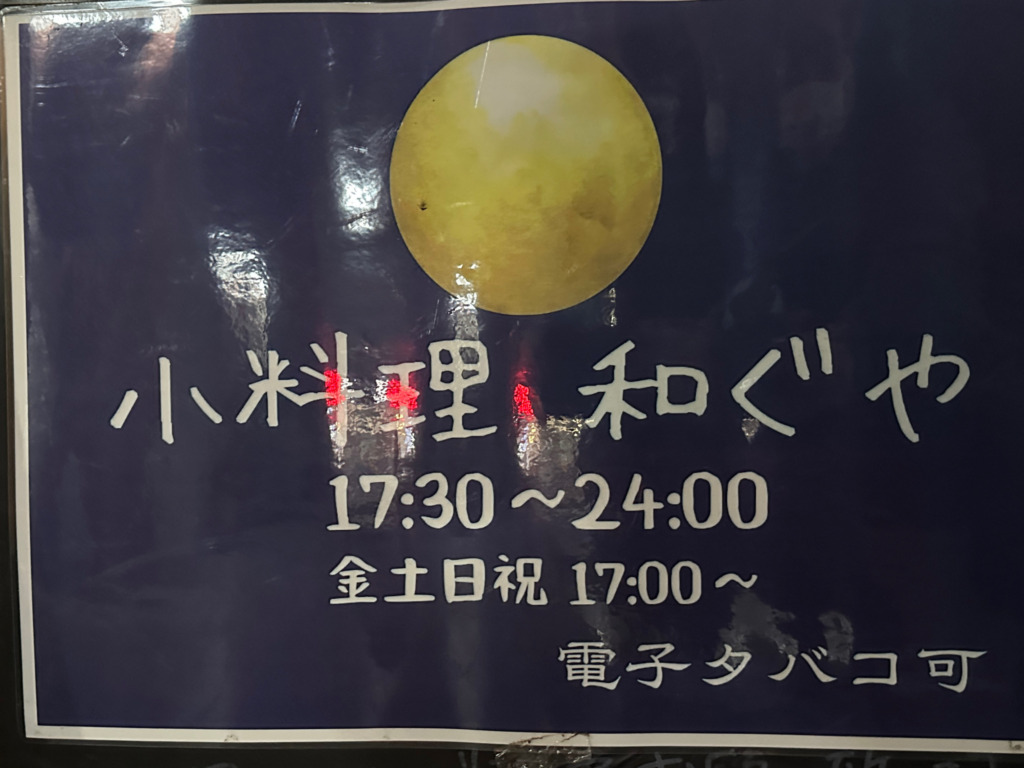 小料理 和ぐや
17:30～24:00
金土日祝 17:00～
電子タバコ可